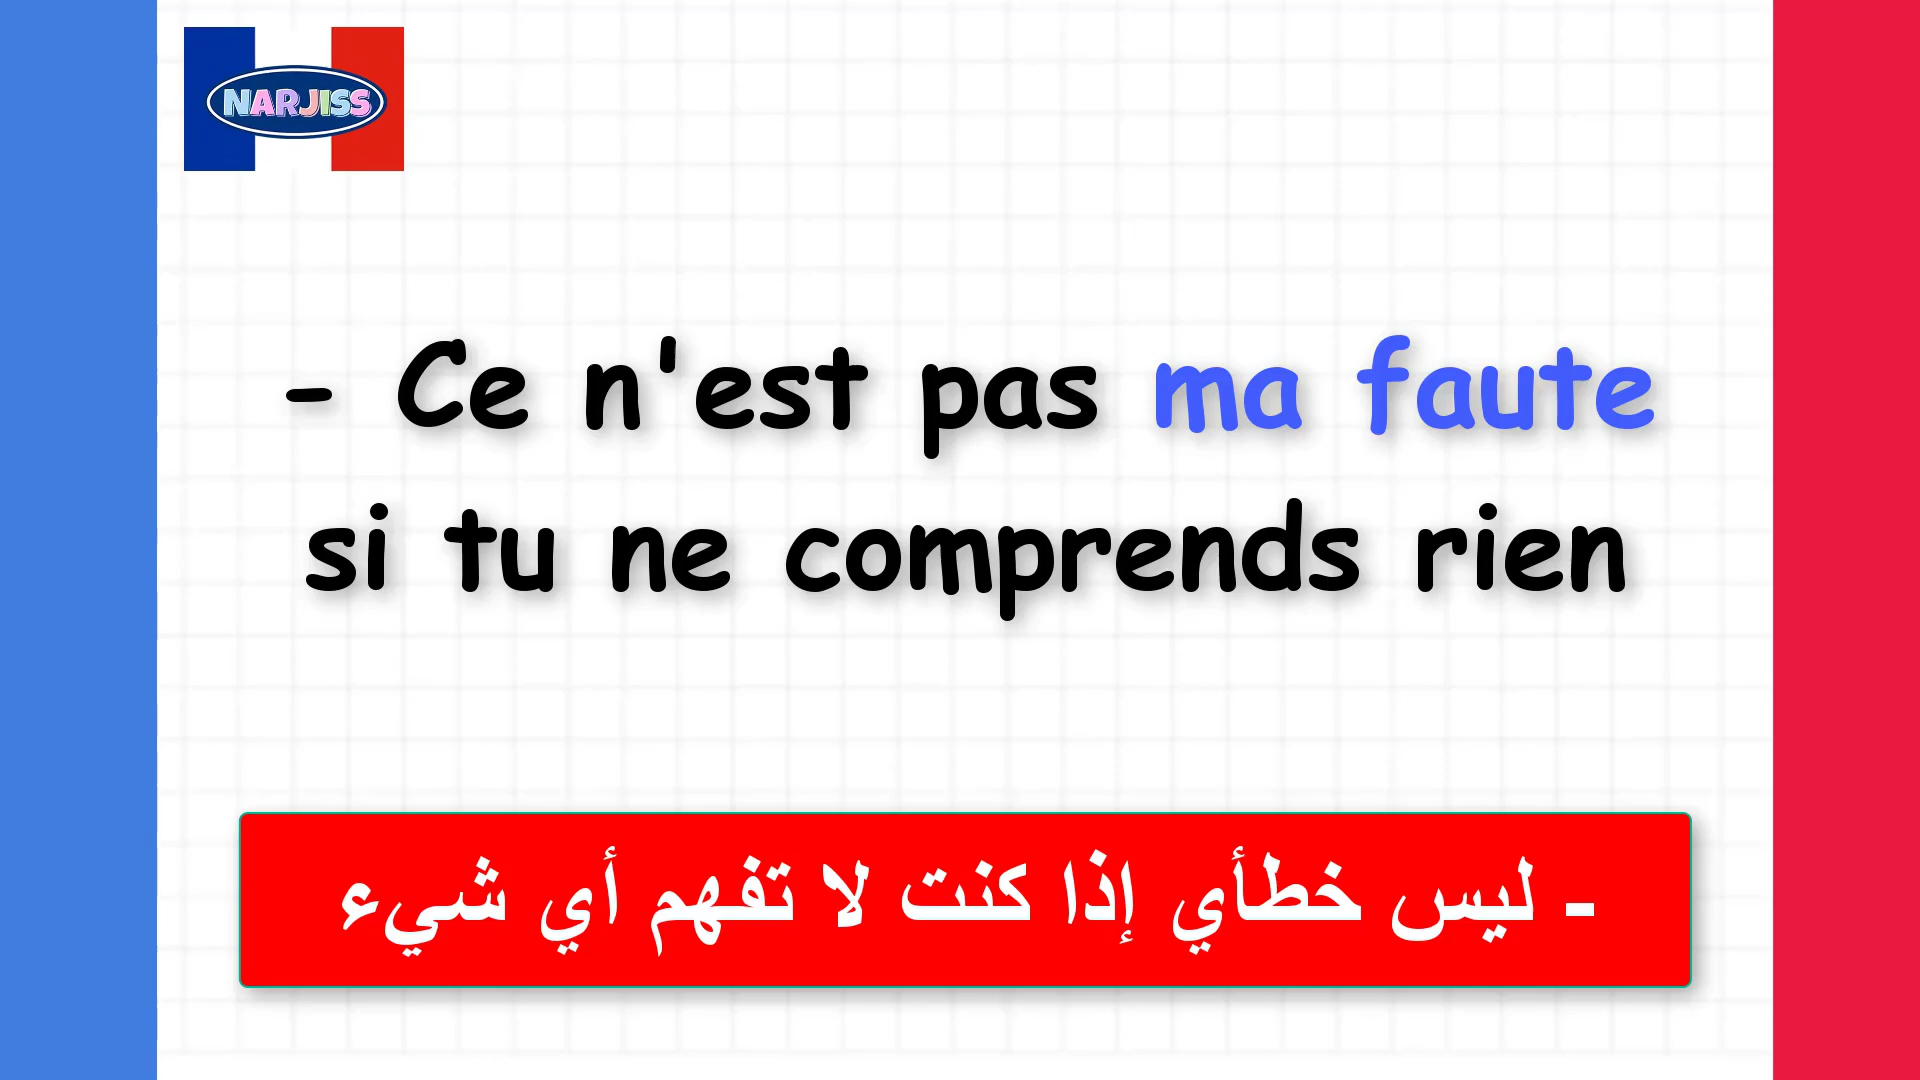 NARJISS
- Ce n'est pas ma faute
si tu ne comprends rien
- ليس خطأي إذا كنت لا تفهم أي شيء